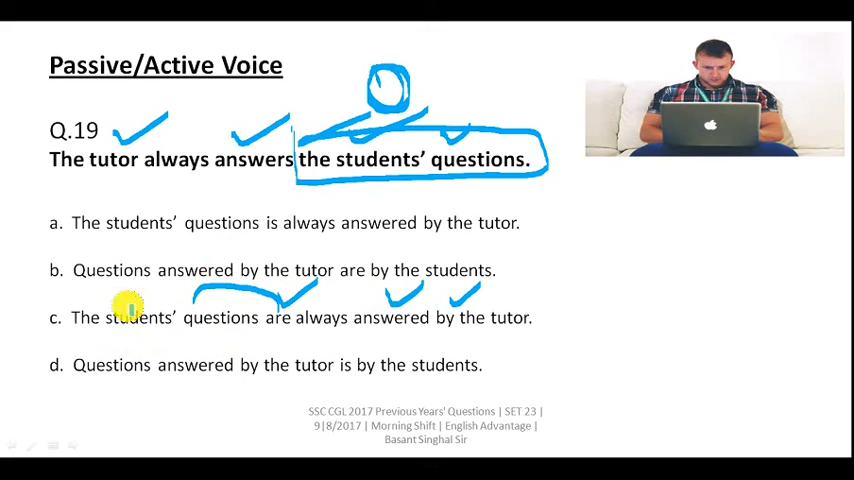 Passive/Active Voice
Q.19
The tutor always answers the students’ questions.
a. The students’ questions is always answered by the tutor.
b. Questions answered by the tutor are by the students.
c. The students’ questions are always answered by the tutor.
d. Questions answered by the tutor is by the students.
SSC CGL 2017 Previous Years' Questions | SET 23 |
9|8/2017 | Morning Shift | English Advantage |
Basant Singhal Sir